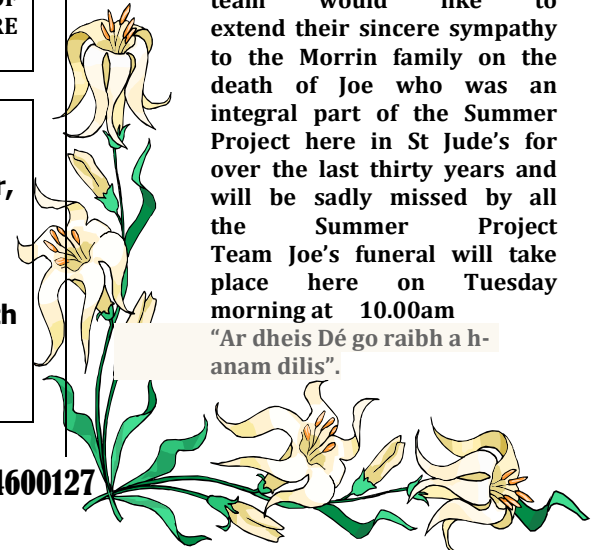 RE
team would like to
extend their sincere sympathy
to the Morrin family on the
death of Joe who was an
integral part of the Summer
Project here in St Jude’s for
over the last thirty years and
will be sadly missed by all
the Summer Project
Team Joe’s funeral will take
place here on Tuesday
morning at 10.00am
“Ar dheis Dé go raibh a h-
anam dilis”.
4600127